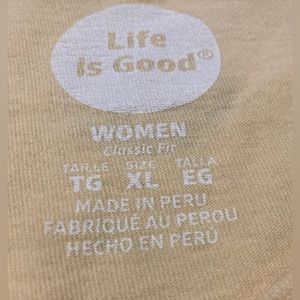 Life
is Good®
WOMEN
Classic Fit
TAILLE SIZE TALLA
TG XL EG
MADE IN PERU
FABRIQUÉ AU PEROU
HECHO EN PERÚ